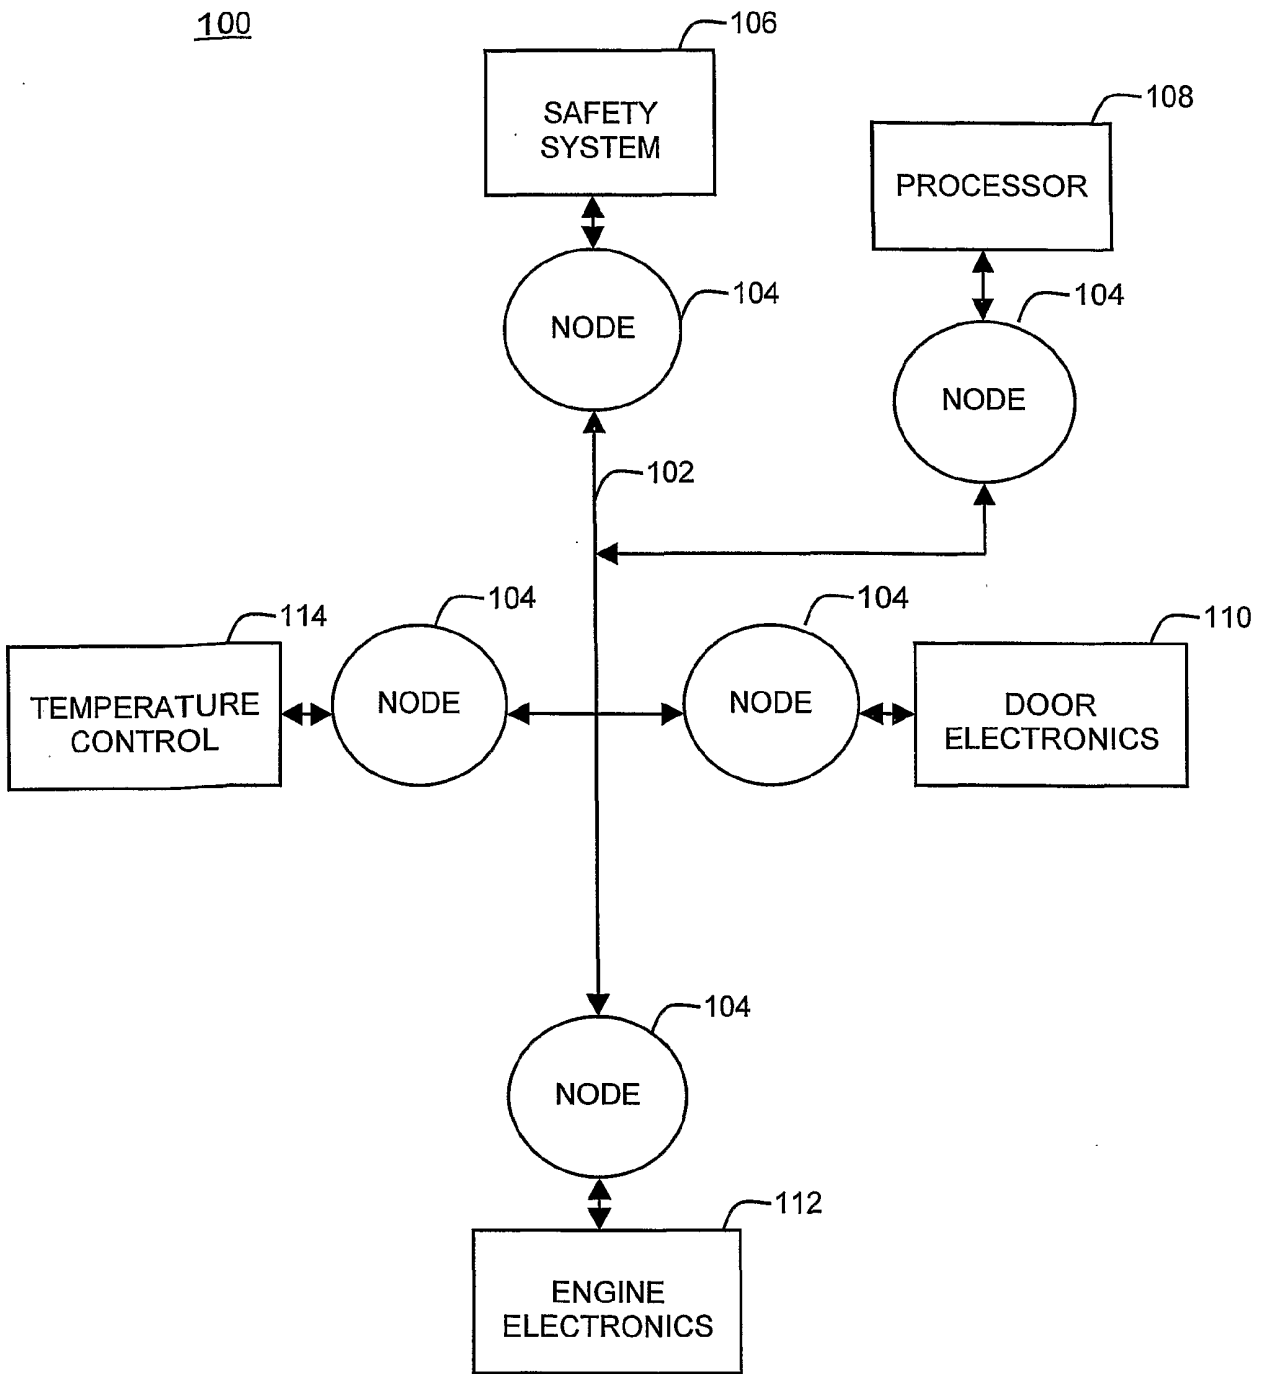 100
106
SAFETY
SYSTEM
108
PROCESSOR
104
NODE
104
NODE
102
114
104
104
110
TEMPERATURE
CONTROL
NODE
NODE
DOOR
ELECTRONICS
104
NODE
112
ENGINE
ELECTRONICS